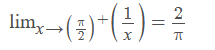 lim_{x→(π/2)^+} (1/x) = 2/π